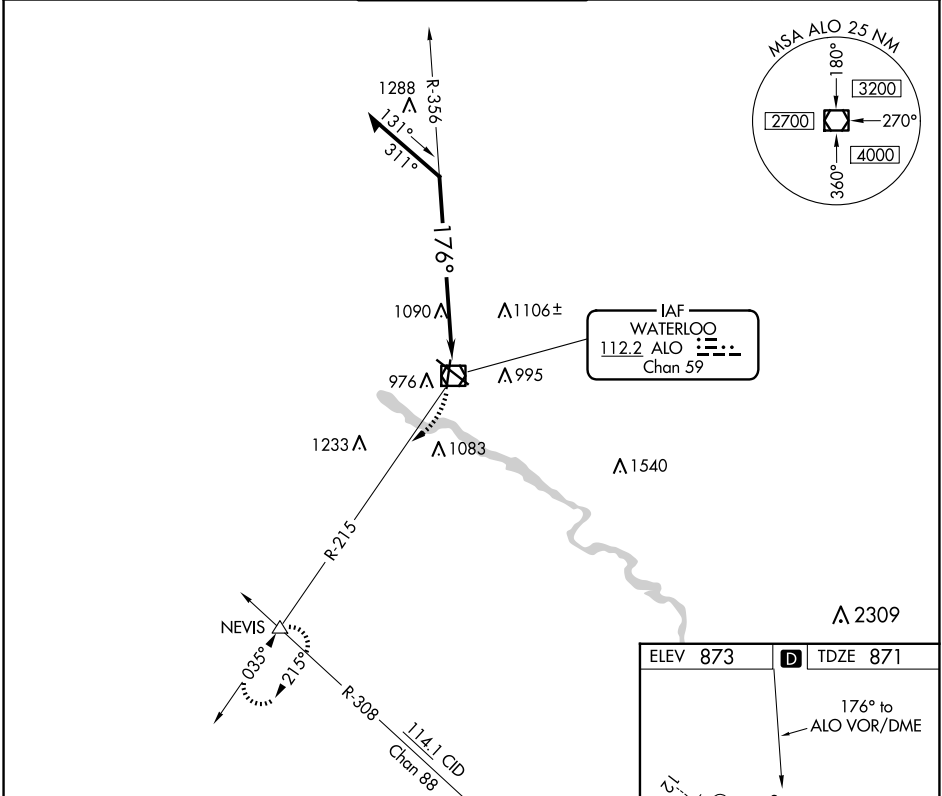 MSA ALO 25 NM
180°
3200
2700
270°
4000
360°
1288
R-356
131°
311°
176°
1090
1106±
IAF
WATERLOO
112.2 ALO
Chan 59
976
995
1233
1083
1540
R-215
NEVIS
035°
215°
2309
R-308
114.1 CID
Chan 88
ELEV 873
D
TDZE 871
176° to
ALO VOR/DME
12